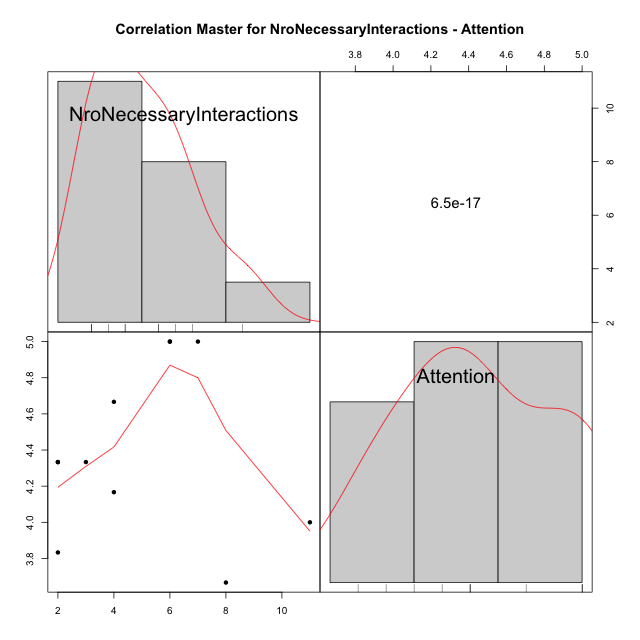 Correlation Master for NroNecessaryInteractions - Attention
3.8 4.0 4.2 4.4 4.6 4.8 5.0
NroNecessaryInteractions
6.5e-17
10
8
6
4
2
5.0
4.8
4.6
4.4
4.2
4.0
3.8
Attention
2 4 6 8 10